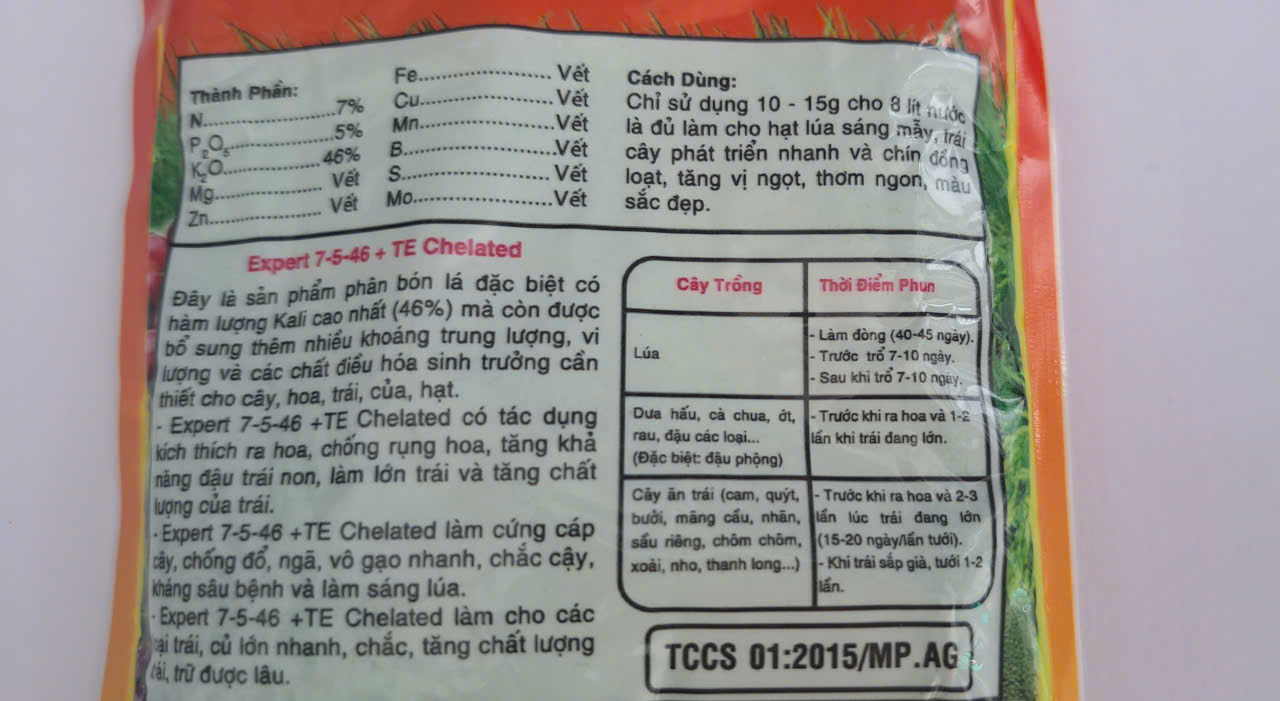 Thành Phần:
N....................7%
P₂O₅....................5%
K₂O....................46%
Mg.................... Vết
Zn.................... Vết
Fe.................... Vết
Cu.................... Vết
Mn.................... Vết
B....................Vết
S.................... Vết
Mo....................Vết
Cách Dùng:
Chỉ sử dụng 10 - 15g cho 8 lít nước
là đủ làm cho hạt lúa sáng mẩy, trái
cây phát triển nhanh và chín đồng
loạt, tăng vị ngọt, thơm ngon, màu
sắc đẹp.
Expert 7-5-46 + TE Chelated
Đây là sản phẩm phân bón lá đặc biệt có
hàm lượng Kali cao nhất (46%) mà còn được
bổ sung thêm nhiều khoáng trung lượng, vi
lượng và các chất điều hóa sinh trưởng cần
thiết cho cây, hoa, trái, của, hạt.
- Expert 7-5-46 +TE Chelated có tác dụng
kích thích ra hoa, chống rụng hoa, tăng khả
năng đậu trái non, làm lớn trái và tăng chất
lượng của trái.
- Expert 7-5-46 +TE Chelated làm cứng cáp
cây, chống đổ, ngã, vô gạo nhanh, chắc cậy,
kháng sâu bệnh và làm sáng lúa.
- Expert 7-5-46 +TE Chelated làm cho các
trái, củ lớn nhanh, chắc, tăng chất lượng
trữ được lâu.
Cây Trồng
Thời Điểm Phun
Lúa
- Làm đòng (40-45 ngày).
- Trước trổ 7-10 ngày.
- Sau khi trổ 7-10 ngày.
Dưa hấu, cà chua, ớt,
rau, đậu các loại...
(Đặc biệt: đậu phộng)
- Trước khi ra hoa và 1-2
lần khi trái đang lớn.
Cây ăn trái (cam, quýt,
bưởi, mãng cầu, nhãn,
sầu riêng, chôm chôm,
xoài, nho, thanh long...)
- Trước khi ra hoa và 2-3
lần lúc trái đang lớn
(15-20 ngày/lần tưới).
- Khi trái sắp già, tưới 1-2
lần.
TCCS 01:2015/MP.AG